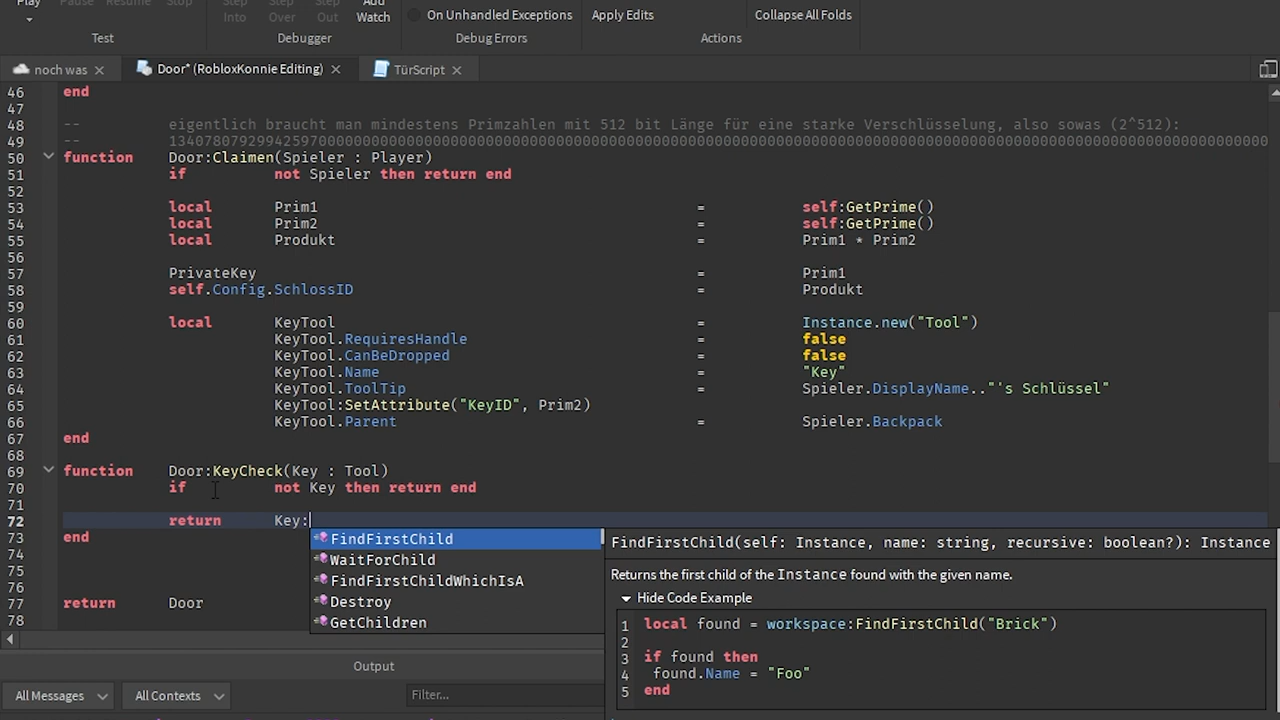 Play Pause Resume Stop Step Into Step Over Step Out Add Watch On Unhandled Exceptions Apply Edits Collapse All Folds
Test Debugger Debug Errors Actions
noch was Door* (RobloxKonnie Editing) TürScript
46 end
47
48 -- eigentlich braucht man mindestens Primzahlen mit 512 bit Länge für eine starke Verschlüsselung, also sowas (2^512):
49 --
50 function Door:Claimen(Spieler : Player)
51 if not Spieler then return end
52
53 local Prim1 = self:GetPrime()
54 local Prim2 = self:GetPrime()
55 local Produkt = Prim1 * Prim2
56
57 PrivateKey = Prim1
58 self.Config.SchlossID = Produkt
59
60 local KeyTool = Instance.new("Tool")
61 KeyTool.RequiresHandle = false
62 KeyTool.CanBeDropped = false
63 KeyTool.Name = "Key"
64 KeyTool.ToolTip = Spieler.DisplayName.."'s Schlüssel"
65 KeyTool:SetAttribute("KeyID", Prim2)
66 KeyTool.Parent = Spieler.Backpack
67 end
68
69 function Door:KeyCheck(Key : Tool)
70 if not Key then return end
71
72 return Key:
73 end
74
75
76
77 return Door
78
FindFirstChild
WaitForChild
FindFirstChildWhichIsA
Destroy
GetChildren
FindFirstChild(self: Instance, name: string, recursive: boolean?): Instance
Returns the first child of the Instance found with the given name.
Hide Code Example
1 local found = workspace:FindFirstChild("Brick")
2
3 if found then
4 found.Name = "Foo"
5 end
Output
All Messages All Contexts Filter...